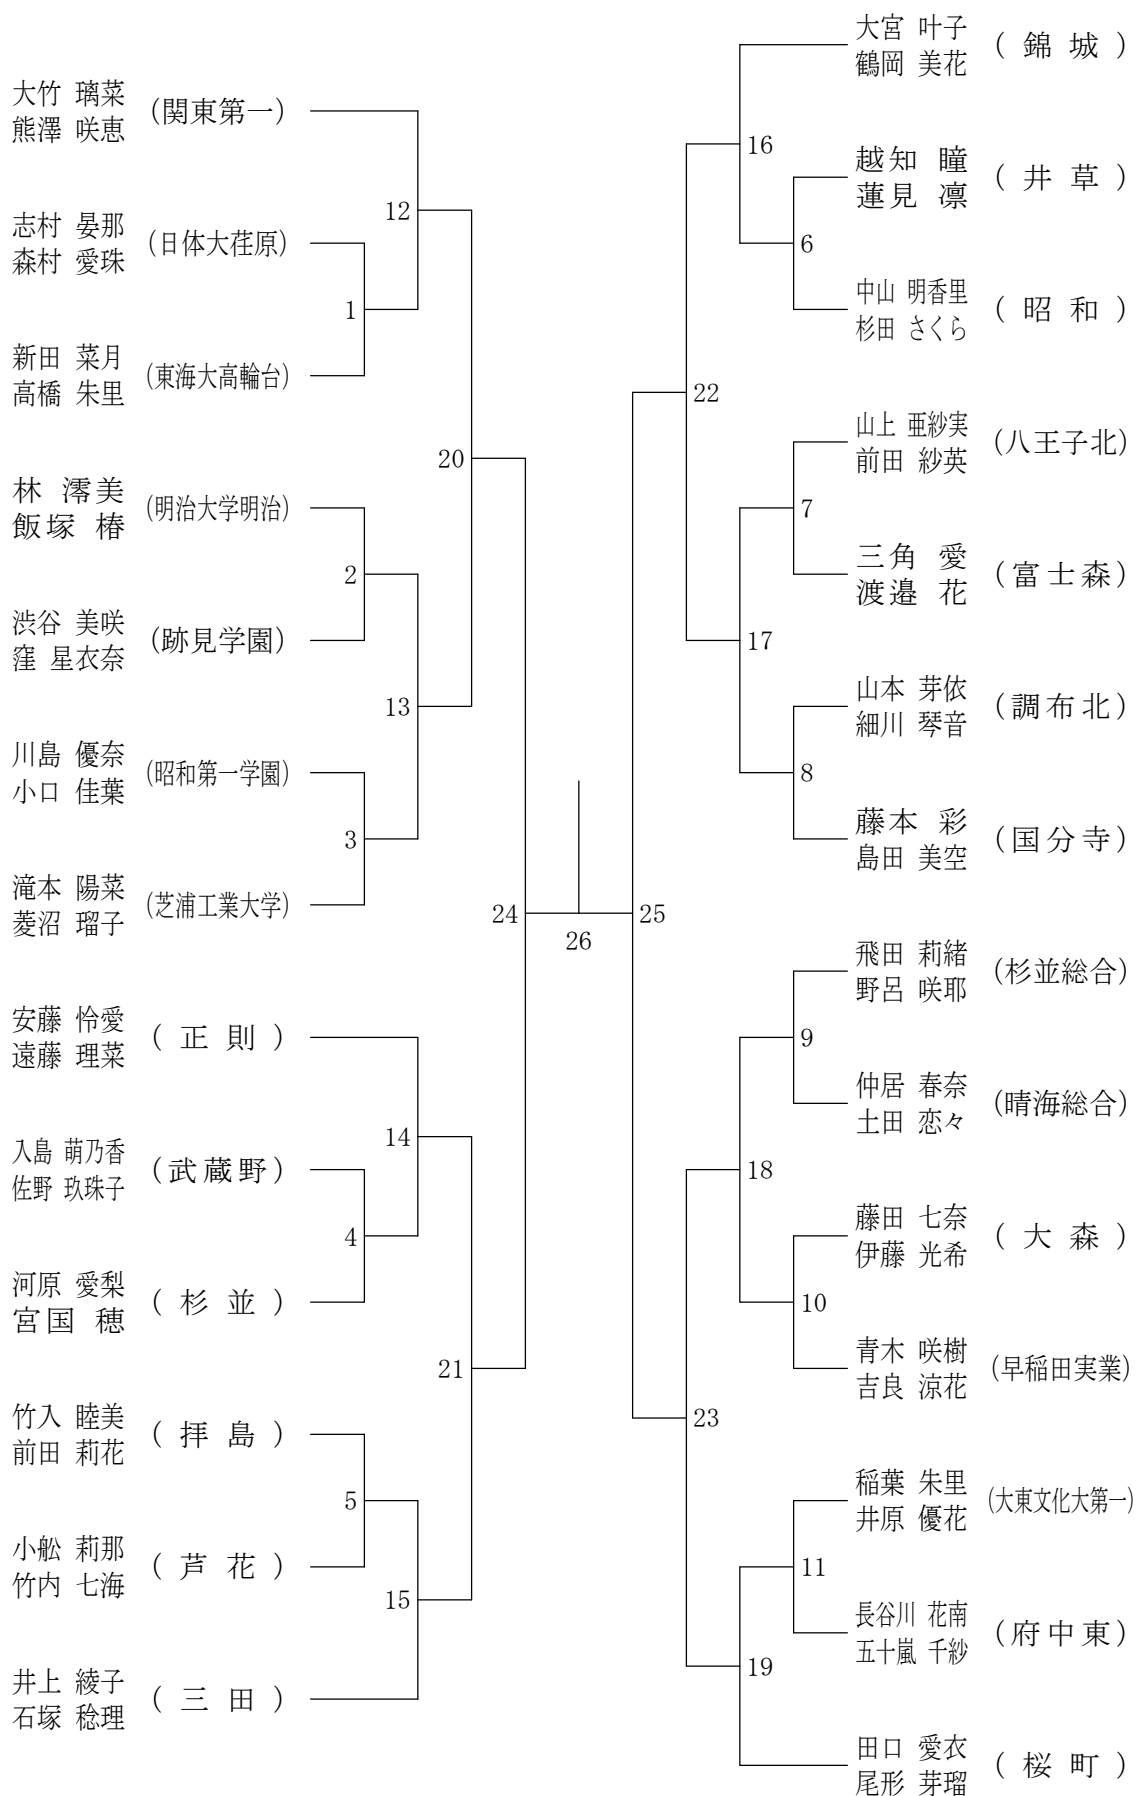 大竹 璃菜
熊澤 咲恵
(関東第一)
志村 晏那
森村 愛珠
(日体大荏原)
新田 菜月
高橋 朱里
(東海大高輪台)
林 澪美
飯塚 椿
(明治大学明治)
渋谷 美咲
窪 星衣奈
(跡見学園)
川島 優奈
小口 佳葉
(昭和第一学園)
滝本 陽菜
菱沼 瑠子
(芝浦工業大学)
安藤 怜愛
遠藤 理菜
(正則)
入島 萌乃香
佐野 玖珠子
(武蔵野)
河原 愛梨
宮国 穂
(杉並)
竹入 睦美
前田 莉花
(拝島)
小舩 莉那
竹内 七海
(芦花)
井上 綾子
石塚 稔理
(三田)
12
1
20
2
13
3
24
14
4
21
5
15
26
大宮 叶子
鶴岡 美花
(錦城)
越知 瞳
蓮見 凛
(井草)
中山 明香里
杉田 さくら
(昭和)
山上 亜紗実
前田 紗英
(八王子北)
三角 愛
渡邉 花
(富士森)
山本 芽依
細川 琴音
(調布北)
藤本 彩
島田 美空
(国分寺)
飛田 莉緒
野呂 咲耶
(杉並総合)
仲居 春奈
土田 恋々
(晴海総合)
藤田 七奈
伊藤 光希
(大森)
青木 咲樹
吉良 涼花
(早稲田実業)
稲葉 朱里
井原 優花
(大東文化大第一)
長谷川 花南
五十嵐 千紗
(府中東)
田口 愛衣
尾形 芽瑠
(桜町)
16
6
22
7
17
8
25
9
18
10
23
11
19